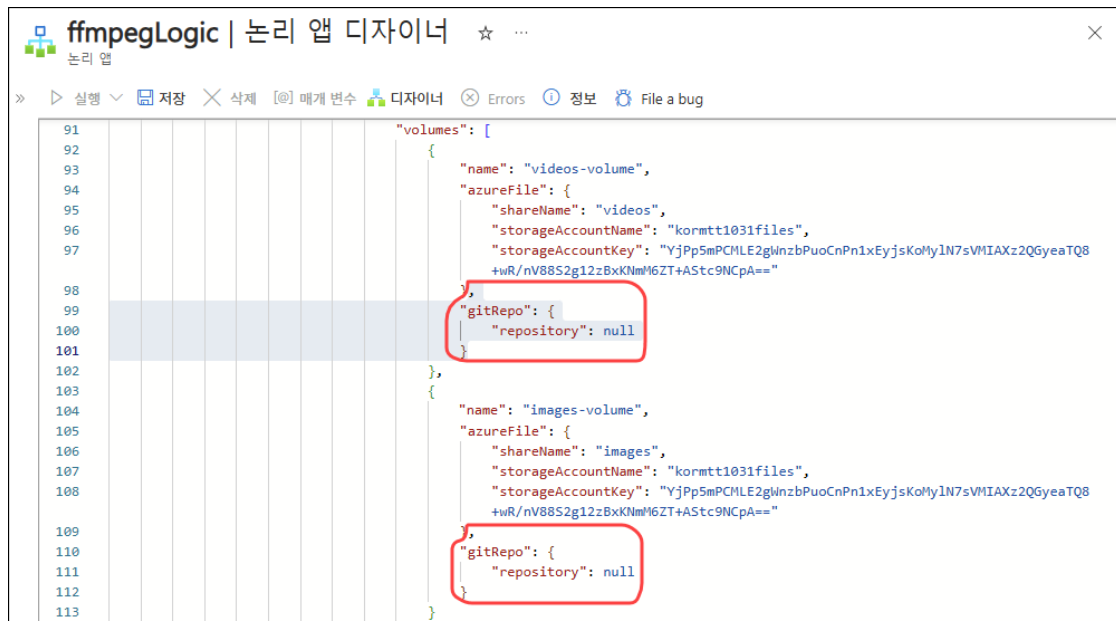 ffmpegLogic | 논리 앱 디자이너 ☆ ···
논리 앱
» 실행 저장 삭제 [@] 매개 변수 디자이너 Errors 정보 File a bug
91 "volumes": [
92 {
93 "name": "videos-volume",
94 "azureFile": {
95 "shareName": "videos",
96 "storageAccountName": "kormtt1031files",
97 "storageAccountKey": "YjPp5mPCMLE2gWnzbPuoCnPn1xEyjsKoMylN7sVMIAXz2QGyeaTQ8
+wR/nV88S2g12zBxKNmM6ZT+AStc9NCpA=="
98 },
99 "gitRepo": {
100 "repository": null
101 }
102 },
103 {
104 "name": "images-volume",
105 "azureFile": {
106 "shareName": "images",
107 "storageAccountName": "kormtt1031files",
108 "storageAccountKey": "YjPp5mPCMLE2gWnzbPuoCnPn1xEyjsKoMylN7sVMIAXz2QGyeaTQ8
+wR/nV88S2g12zBxKNmM6ZT+AStc9NCpA=="
109 },
110 "gitRepo": {
111 "repository": null
112 }
113 }